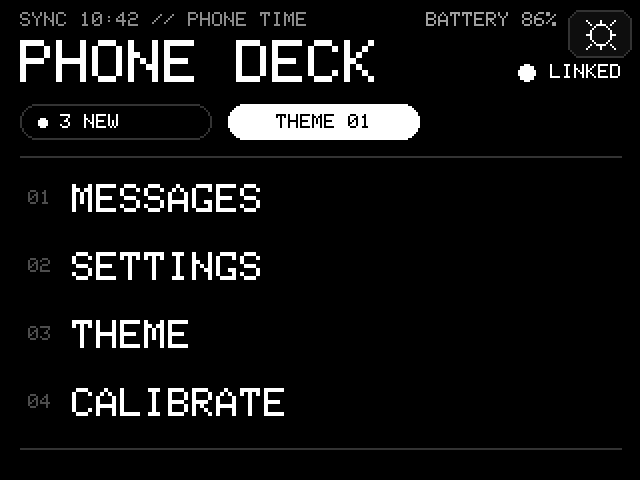 SYNC 10:42 // PHONE TIME
BATTERY 86%
PHONE DECK
LINKED
3 NEW
THEME 01
01 MESSAGES
02 SETTINGS
03 THEME
04 CALIBRATE